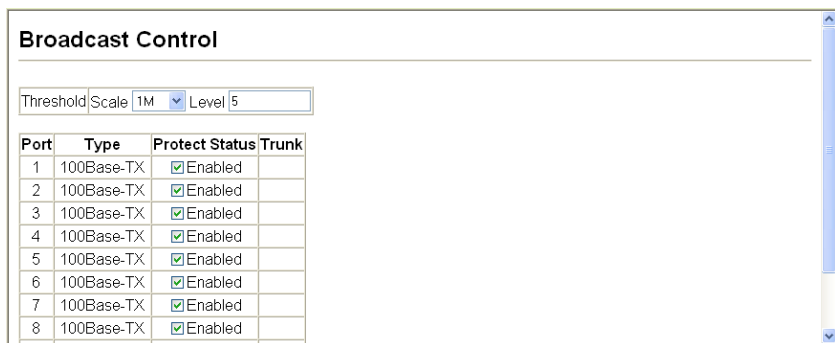 Broadcast Control
Threshold Scale 1M Level 5
Port Type Protect Status Trunk
1 100Base-TX Enabled
2 100Base-TX Enabled
3 100Base-TX Enabled
4 100Base-TX Enabled
5 100Base-TX Enabled
6 100Base-TX Enabled
7 100Base-TX Enabled
8 100Base-TX Enabled